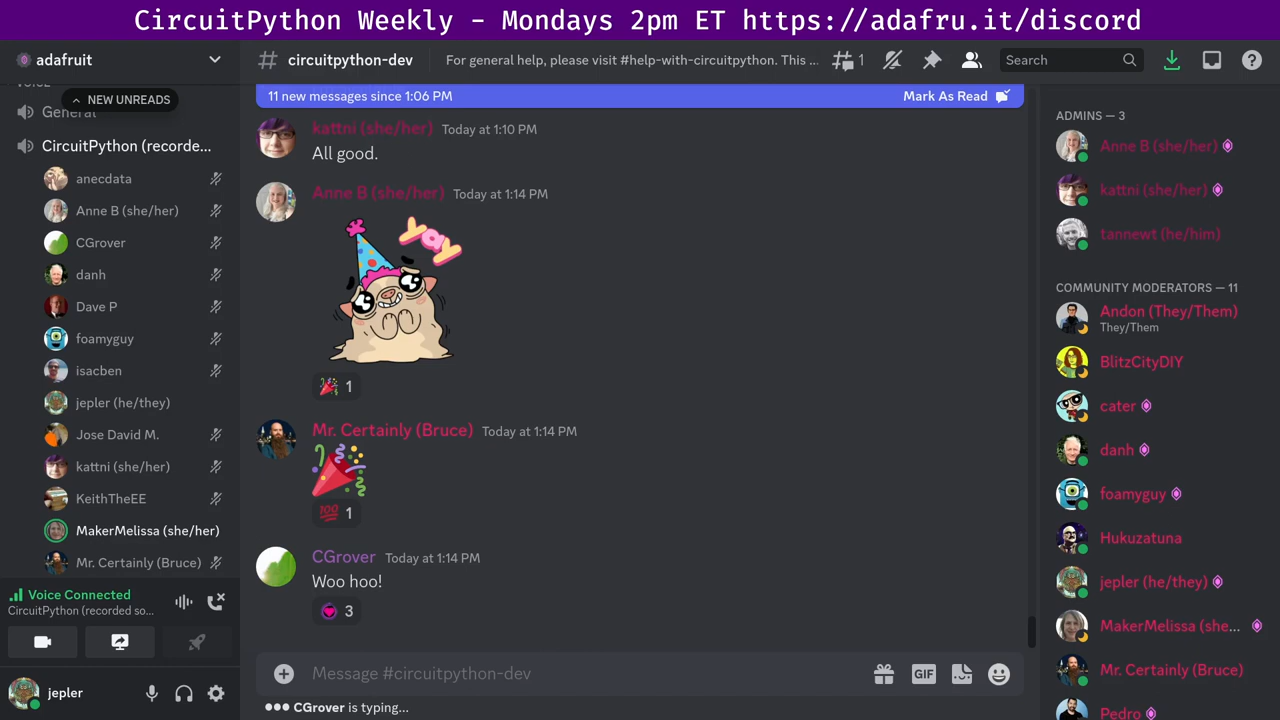 CircuitPython Weekly - Mondays 2pm ET https://adafru.it/discord
adafruit
VOICE
NEW UNREADS
General
CircuitPython (recorde...
anecdata
Anne B (she/her)
CGrover
danh
Dave P
foamyguy
isacben
jepler (he/they)
Jose David M.
kattni (she/her)
KeithTheEE
MakerMelissa (she/her)
Mr. Certainly (Bruce)
Voice Connected
CircuitPython (recorded so...
jepler
circuitpython-dev
For general help, please visit #help-with-circuitpython. This ...
1
Search
11 new messages since 1:06 PM
Mark As Read
kattni (she/her) Today at 1:10 PM
All good.
Anne B (she/her) Today at 1:14 PM
yay
1
Mr. Certainly (Bruce) Today at 1:14 PM
100 1
CGrover Today at 1:14 PM
Woo hoo!
3
Message #circuitpython-dev
GIF
CGrover is typing...
ADMINS — 3
Anne B (she/her)
kattni (she/her)
tannewt (he/him)
COMMUNITY MODERATORS — 11
Andon (They/Them)
They/Them
BlitzCityDIY
cater
danh
foamyguy
Hukuzatuna
jepler (he/they)
MakerMelissa (she...
Mr. Certainly (Bruce)
Pedro